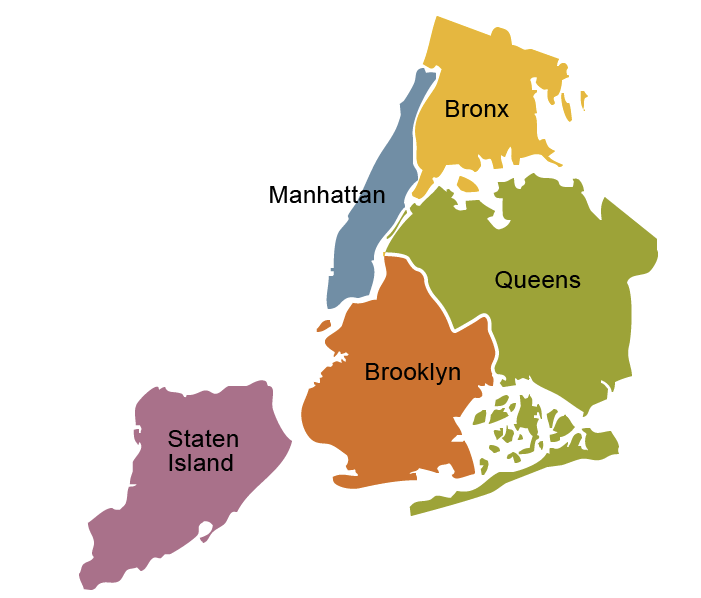 Bronx
Manhattan
Queens
Brooklyn
Staten
Island